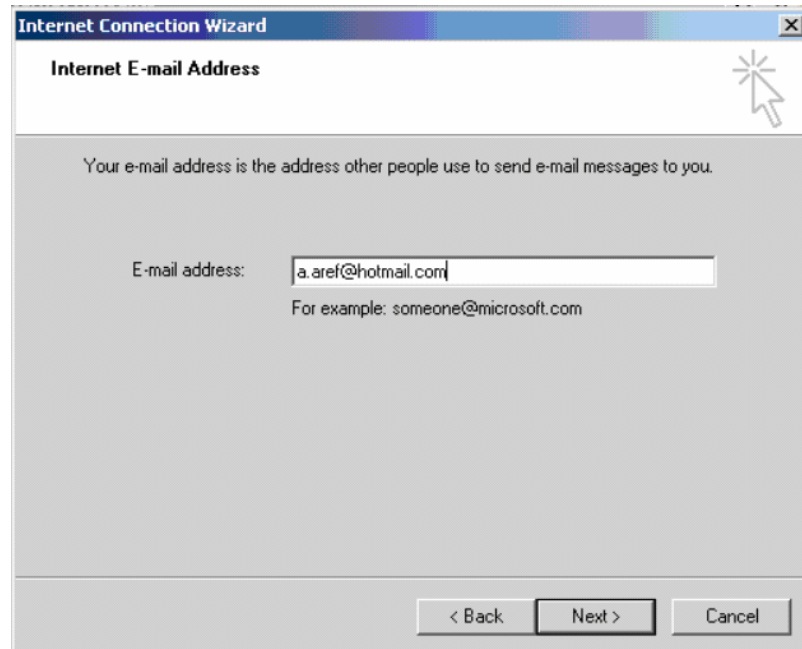 Internet Connection Wizard
Internet E-mail Address
Your e-mail address is the address other people use to send e-mail messages to you.
E-mail address: a.aref@hotmail.com
For example: someone@microsoft.com
< Back Next > Cancel